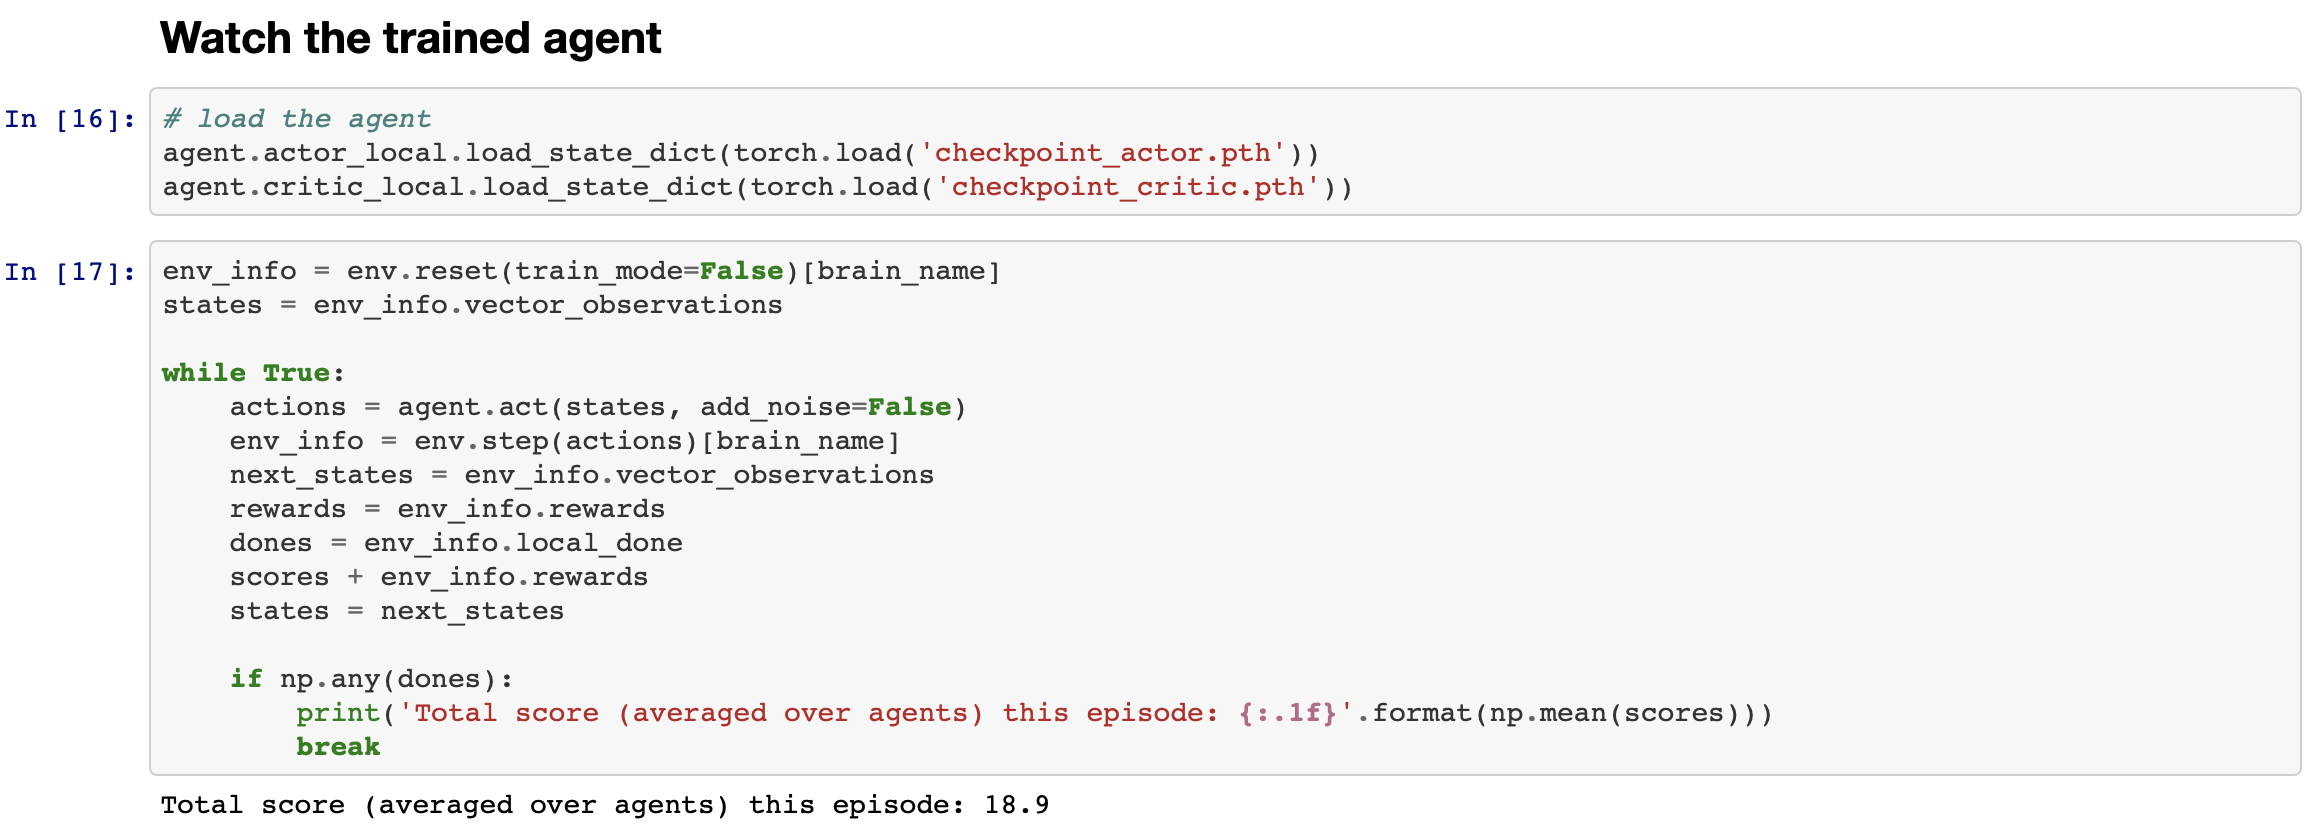 Watch the trained agent
In [16]: # load the agent
agent.actor_local.load_state_dict(torch.load('checkpoint_actor.pth'))
agent.critic_local.load_state_dict(torch.load('checkpoint_critic.pth'))
In [17]: env_info = env.reset(train_mode=False)[brain_name]
states = env_info.vector_observations
while True:
    actions = agent.act(states, add_noise=False)
    env_info = env.step(actions)[brain_name]
    next_states = env_info.vector_observations
    rewards = env_info.rewards
    dones = env_info.local_done
    scores + env_info.rewards
    states = next_states
    if np.any(dones):
        print('Total score (averaged over agents) this episode: {:.1f}'.format(np.mean(scores)))
        break
Total score (averaged over agents) this episode: 18.9